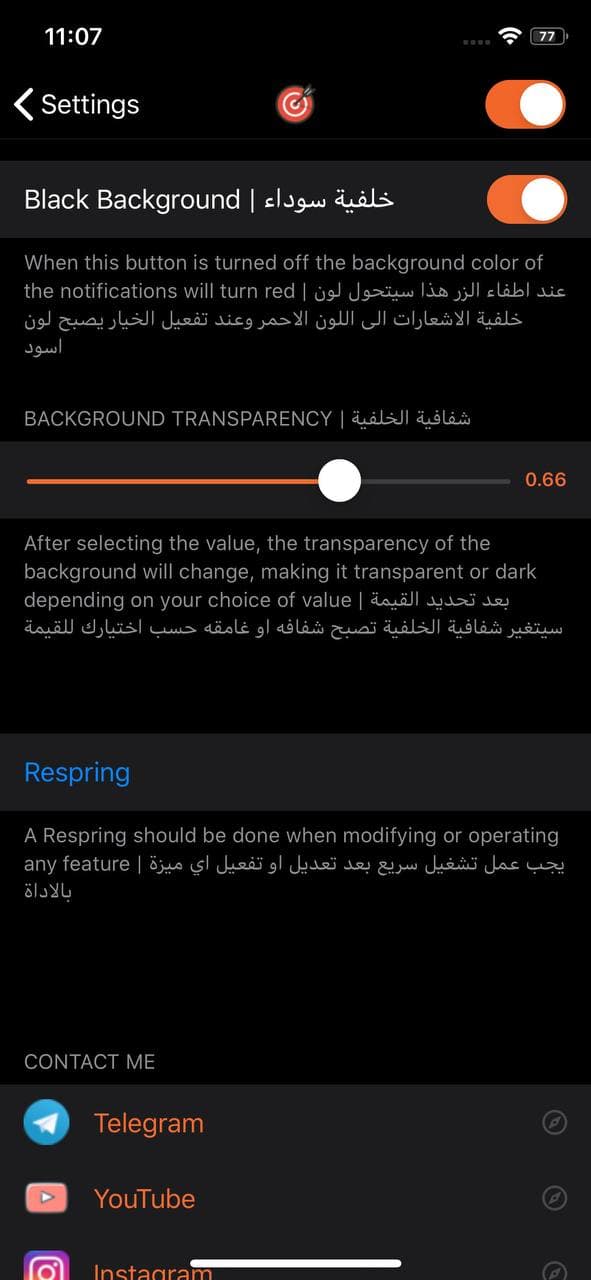 11:07
77
Settings
Black Background | خلفية سوداء
When this button is turned off the background color of
the notifications will turn red | عند اطفاء الزر هذا سيتحول لون
خلفية الاشعارات الى اللون الاحمر وعند تفعيل الخيار يصبح لون
اسود
BACKGROUND TRANSPARENCY | شفافية الخلفية
0.66
After selecting the value, the transparency of the
background will change, making it transparent or dark
depending on your choice of value | بعد تحديد القيمة
سيتغير شفافية الخلفية تصبح شفافه او غامقه حسب اختيارك للقيمة
Respring
A Respring should be done when modifying or operating
any feature | يجب عمل تشغيل سريع بعد تعديل او تفعيل اي ميزة
بالاداة
CONTACT ME
Telegram
YouTube
Instagram